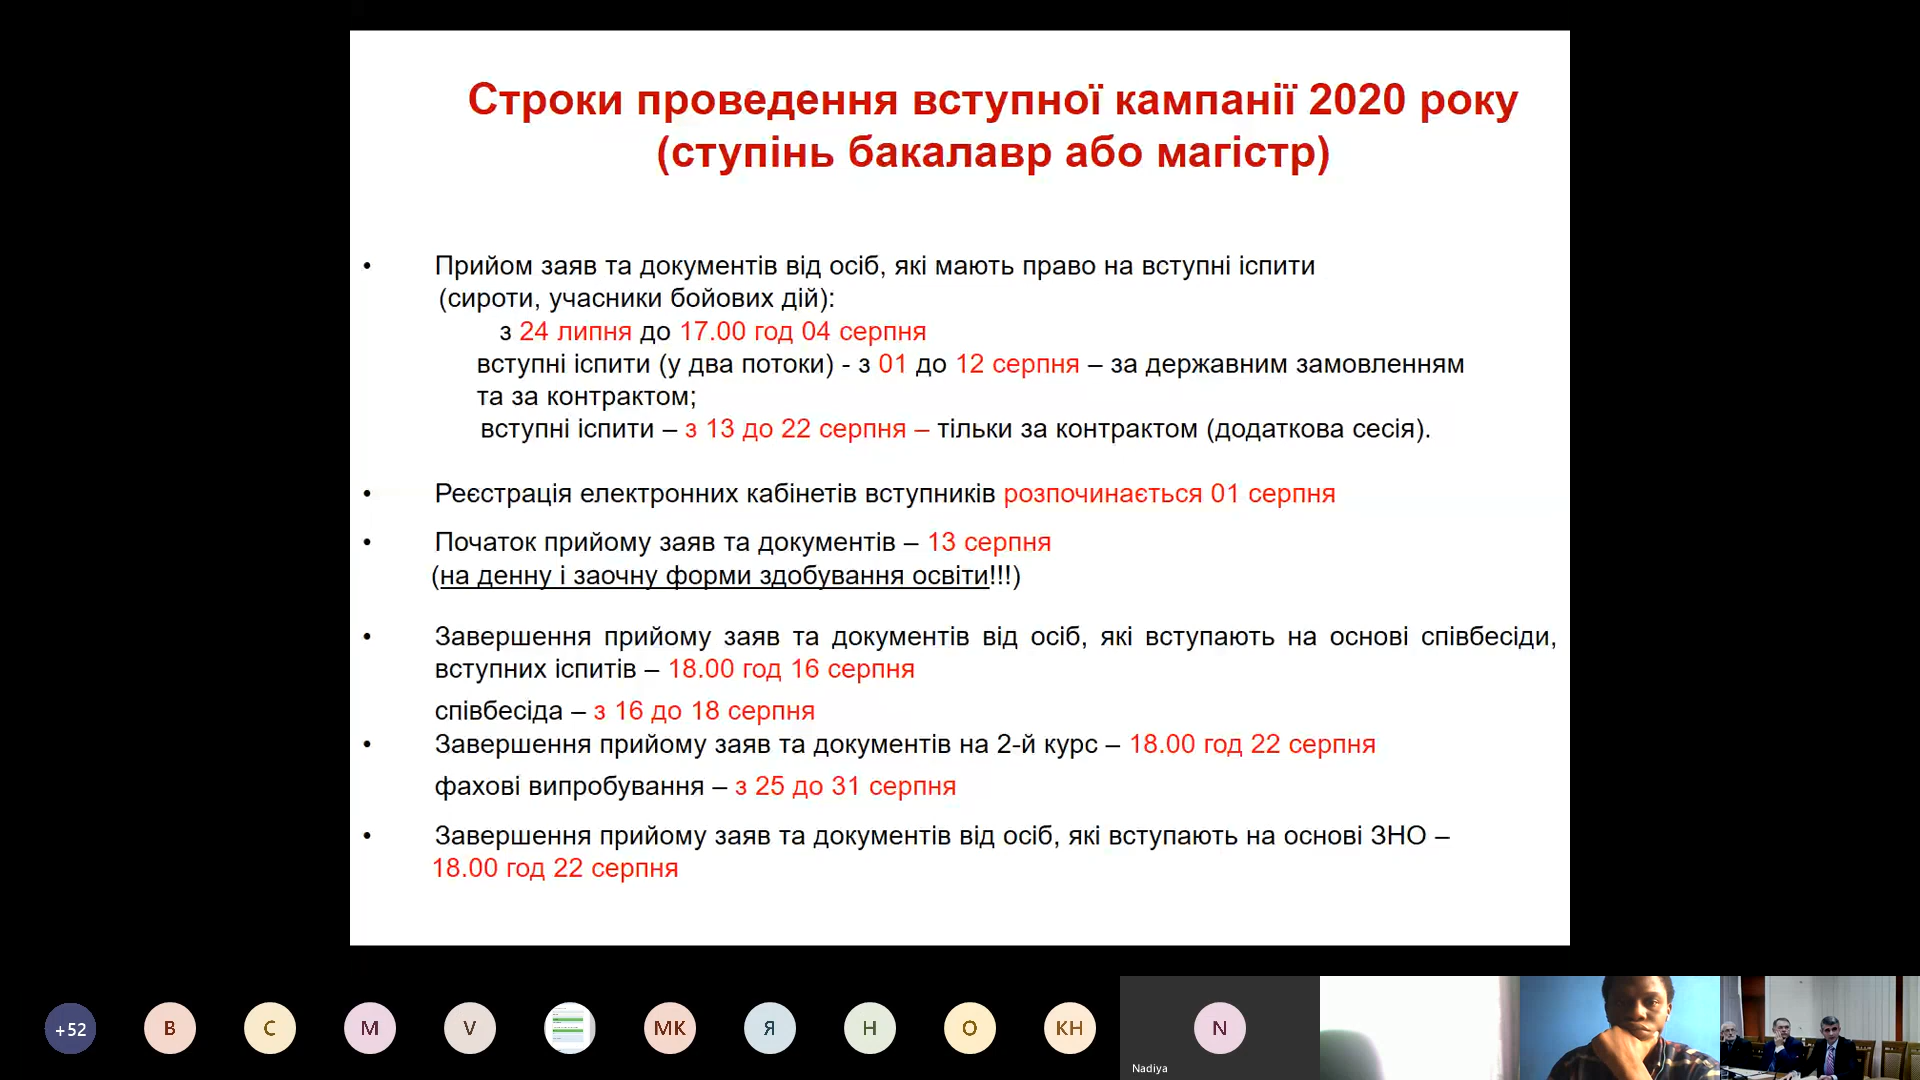 Строки проведення вступної кампанії 2020 року
(ступінь бакалавр або магістр)
• Прийом заяв та документів від осіб, які мають право на вступні іспити
(сироти, учасники бойових дій):
з 24 липня до 17.00 год 04 серпня
вступні іспити (у два потоки) - з 01 до 12 серпня – за державним замовленням
та за контрактом;
вступні іспити – з 13 до 22 серпня – тільки за контрактом (додаткова сесія).
• Реєстрація електронних кабінетів вступників розпочинається 01 серпня
• Початок прийому заяв та документів – 13 серпня
(на денну і заочну форми здобування освіти!!!)
• Завершення прийому заяв та документів від осіб, які вступають на основі співбесіди,
вступних іспитів – 18.00 год 16 серпня
співбесіда – з 16 до 18 серпня
• Завершення прийому заяв та документів на 2-й курс – 18.00 год 22 серпня
фахові випробування – з 25 до 31 серпня
• Завершення прийому заяв та документів від осіб, які вступають на основі ЗНО –
18.00 год 22 серпня
+52 В С М V МК Я Н О КН N
Nadiya